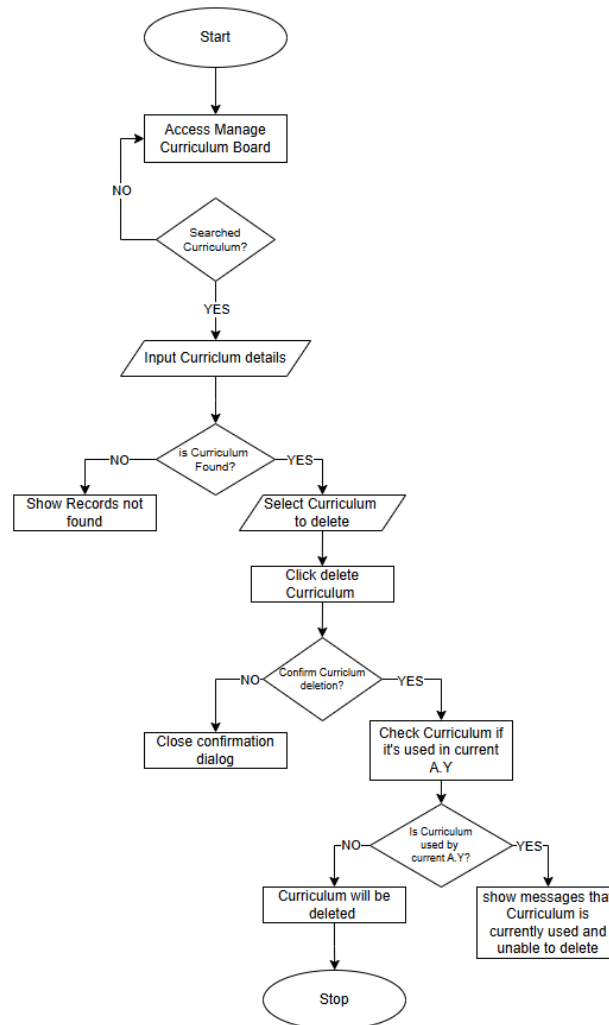 Start
Access Manage
Curriculum Board
NO
Searched
Curriculum?
YES
Input Curriclum details
is Curriculum
Found?
NO
YES
Show Records not
found
Select Curriculum
to delete
Click delete
Curriculum
Confirm Curriclum
deletion?
NO
YES
Close confirmation
dialog
Check Curriculum if
it's used in current
A.Y
Is Curriculum
used by
current A.Y?
NO
YES
Curriculum will be
deleted
show messages that
Curriculum is
currently used and
unable to delete
Stop